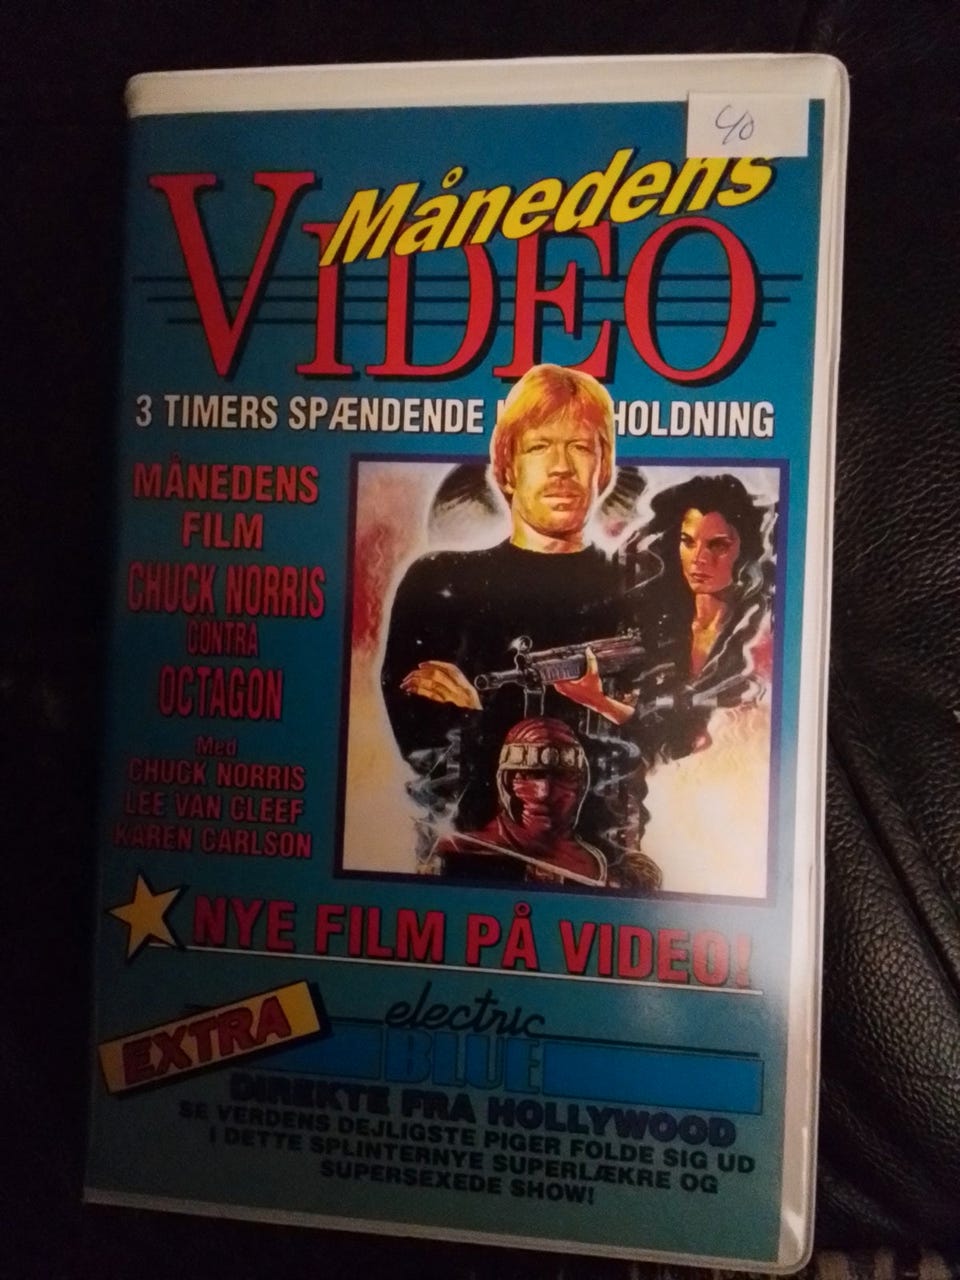 40
Månedens
VIDEO
3 TIMERS SPÆNDENDE HOLDNING
MÅNEDENS
FILM
CHUCK NORRIS
CONTRA
OCTAGON
Med
CHUCK NORRIS
LEE VAN CLEEF
KAREN CARLSON
NYE FILM PÅ VIDEO!
EXTRA
electric
BLUE
DIREKTE FRA HOLLYWOOD
SE VERDENS DEJLIGSTE PIGER FOLDE SIG UD
I DETTE SPLINTERNYE SUPERLÆKRE OG
SUPERSEXEDE SHOW!